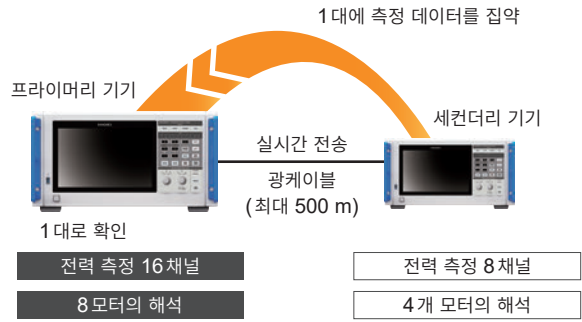 1대에 측정 데이터를 집약
프라이머리 기기
세컨더리 기기
실시간 전송
광케이블
(최대 500 m)
1대로 확인
전력 측정 16채널
전력 측정 8채널
8모터의 해석
4개 모터의 해석